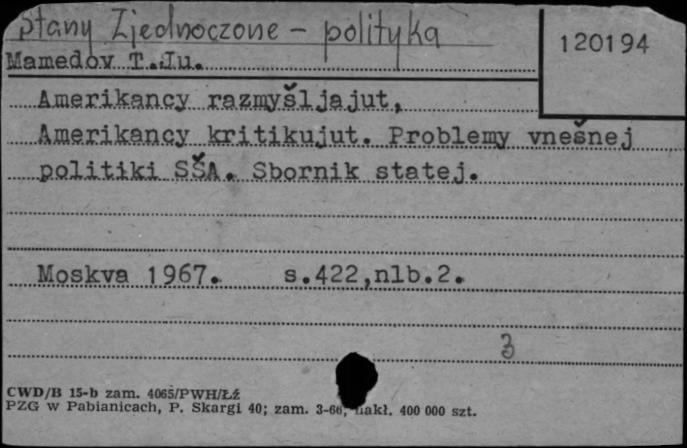 Stany Zjednoczone - polityka
120194
Mamedov T.Ju.
Amerikancy razmyšljajut,
Amerikancy kritikujut. Problemy vnešnej
politiki SŠA. Sbornik statej.
Moskva 1967. s.422,nlb.2.
3
CWD/B 15-b zam. 4065/PWH/Łź
PZG w Pabianicach, P. Skargi 40; zam. 3-66, nakł. 400 000 szt.